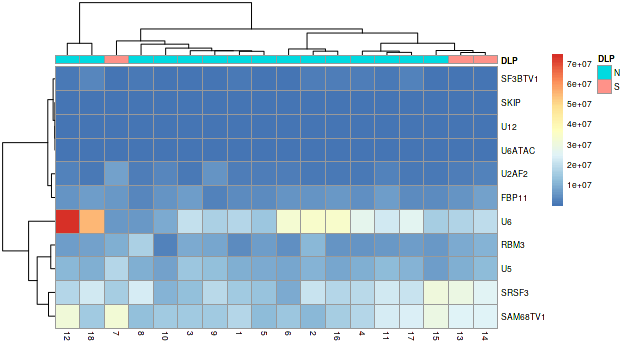 DLP
SF3BTV1
SKIP
U12
U6ATAC
U2AF2
FBP11
U6
RBM3
U5
SRSF3
SAM68TV1
12 18 7 8 10 3 9 1 5 6 2 16 4 11 17 15 13 14
7e+07
6e+07
5e+07
4e+07
3e+07
2e+07
1e+07
DLP
N
S